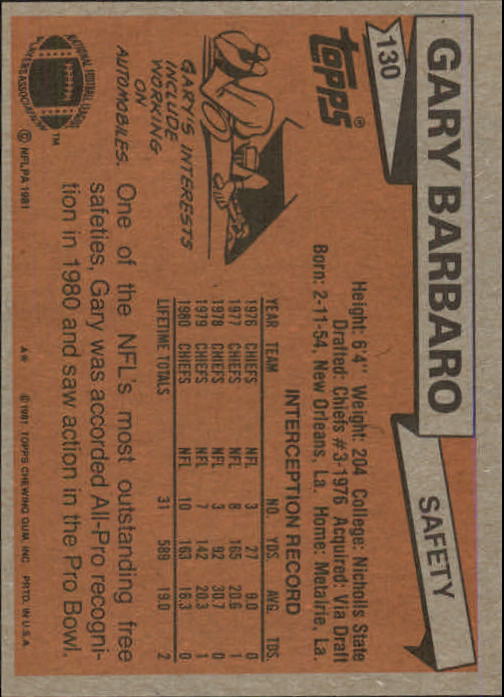 130
GARY BARBARO
SAFETY
TOPPS®
Height: 6'4" Weight: 204 College: Nicholls State
Drafted: Chiefs #3-1976 Acquired: Via Draft
Born: 2-11-54, New Orleans, La. Home: Metairie, La.
GARY'S INTERESTS
INCLUDE
WORKING
ON
AUTOMOBILES.
INTERCEPTION RECORD
YEAR TEAM NO. YDS. AVG. TDS.
1976 CHIEFS NFL 3 27 9.0 0
1977 CHIEFS NFL 8 165 20.6 1
1978 CHIEFS NFL 3 92 30.7 0
1979 CHIEFS NFL 7 142 20.3 1
1980 CHIEFS NFL 10 163 16.3 0
LIFETIME TOTALS 31 589 19.0 2
One of the NFL's most outstanding free
safeties, Gary was accorded All-Pro recogni-
tion in 1980 and saw action in the Pro Bowl.
NATIONAL FOOTBALL LEAGUE
PLAYERS ASSOCIATION
TM
© NFLPA 1981
A* © 1981 TOPPS CHEWING GUM, INC. PRTD. IN U.S.A.